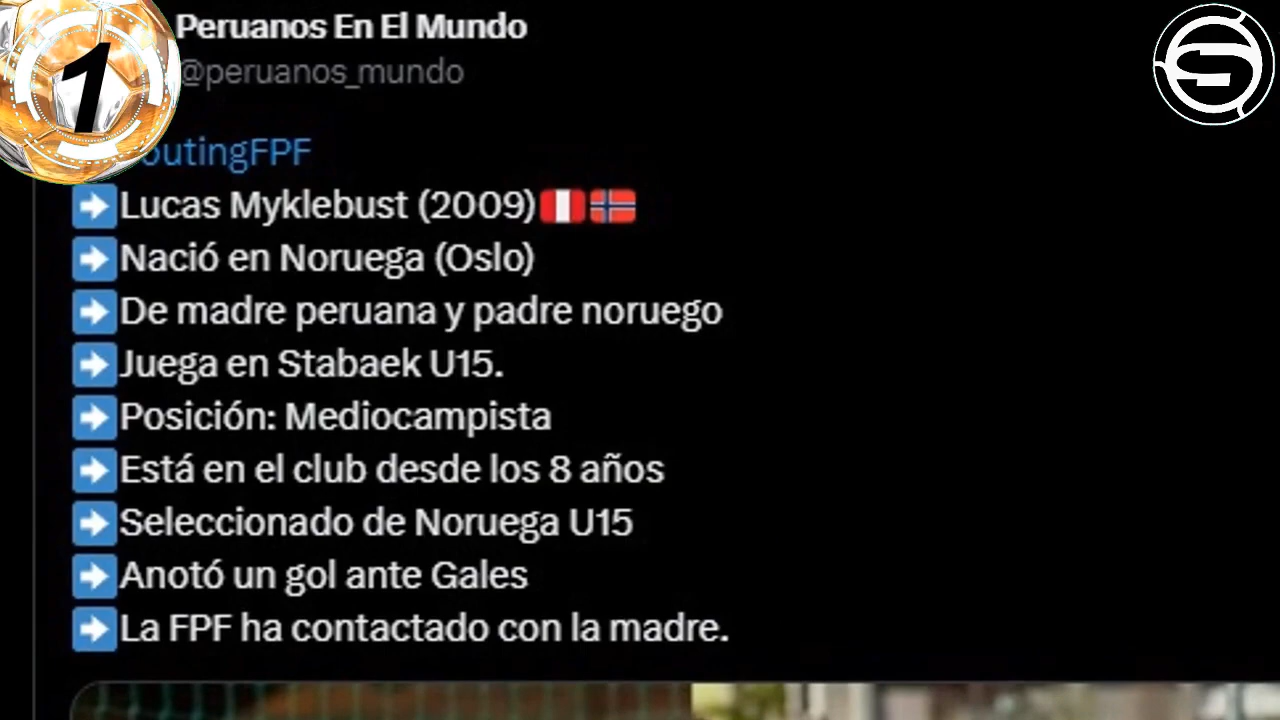 1
Peruanos En El Mundo
@peruanos_mundo
outingFPF
➡Lucas Myklebust (2009)🇵🇪🇳🇴
➡Nació en Noruega (Oslo)
➡De madre peruana y padre noruego
➡Juega en Stabaek U15.
➡Posición: Mediocampista
➡Está en el club desde los 8 años
➡Seleccionado de Noruega U15
➡Anotó un gol ante Gales
➡La FPF ha contactado con la madre.